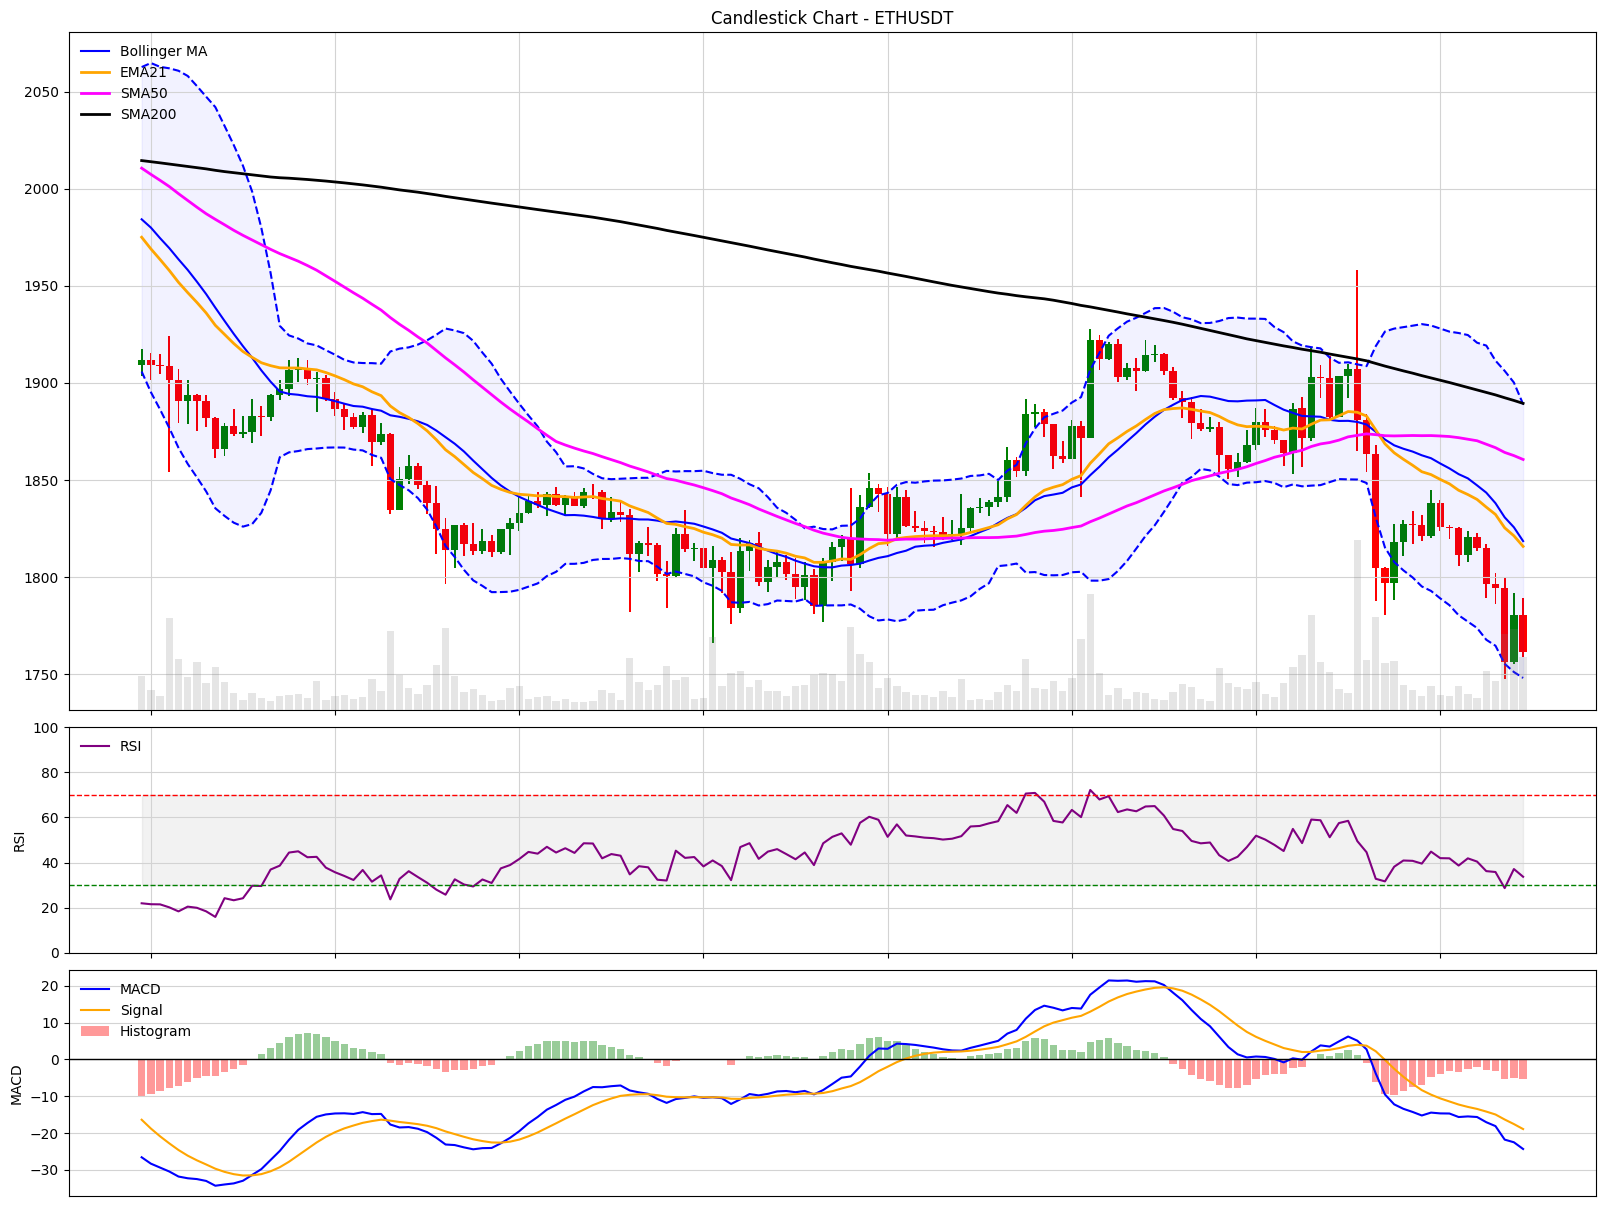 Candlestick Chart - ETHUSDT
Bollinger MA
EMA21
SMA50
SMA200
2050
2000
1950
1900
1850
1800
1750
RSI
100
80
60
40
20
0
RSI
MACD
Signal
Histogram
20
10
0
−10
−20
−30
MACD